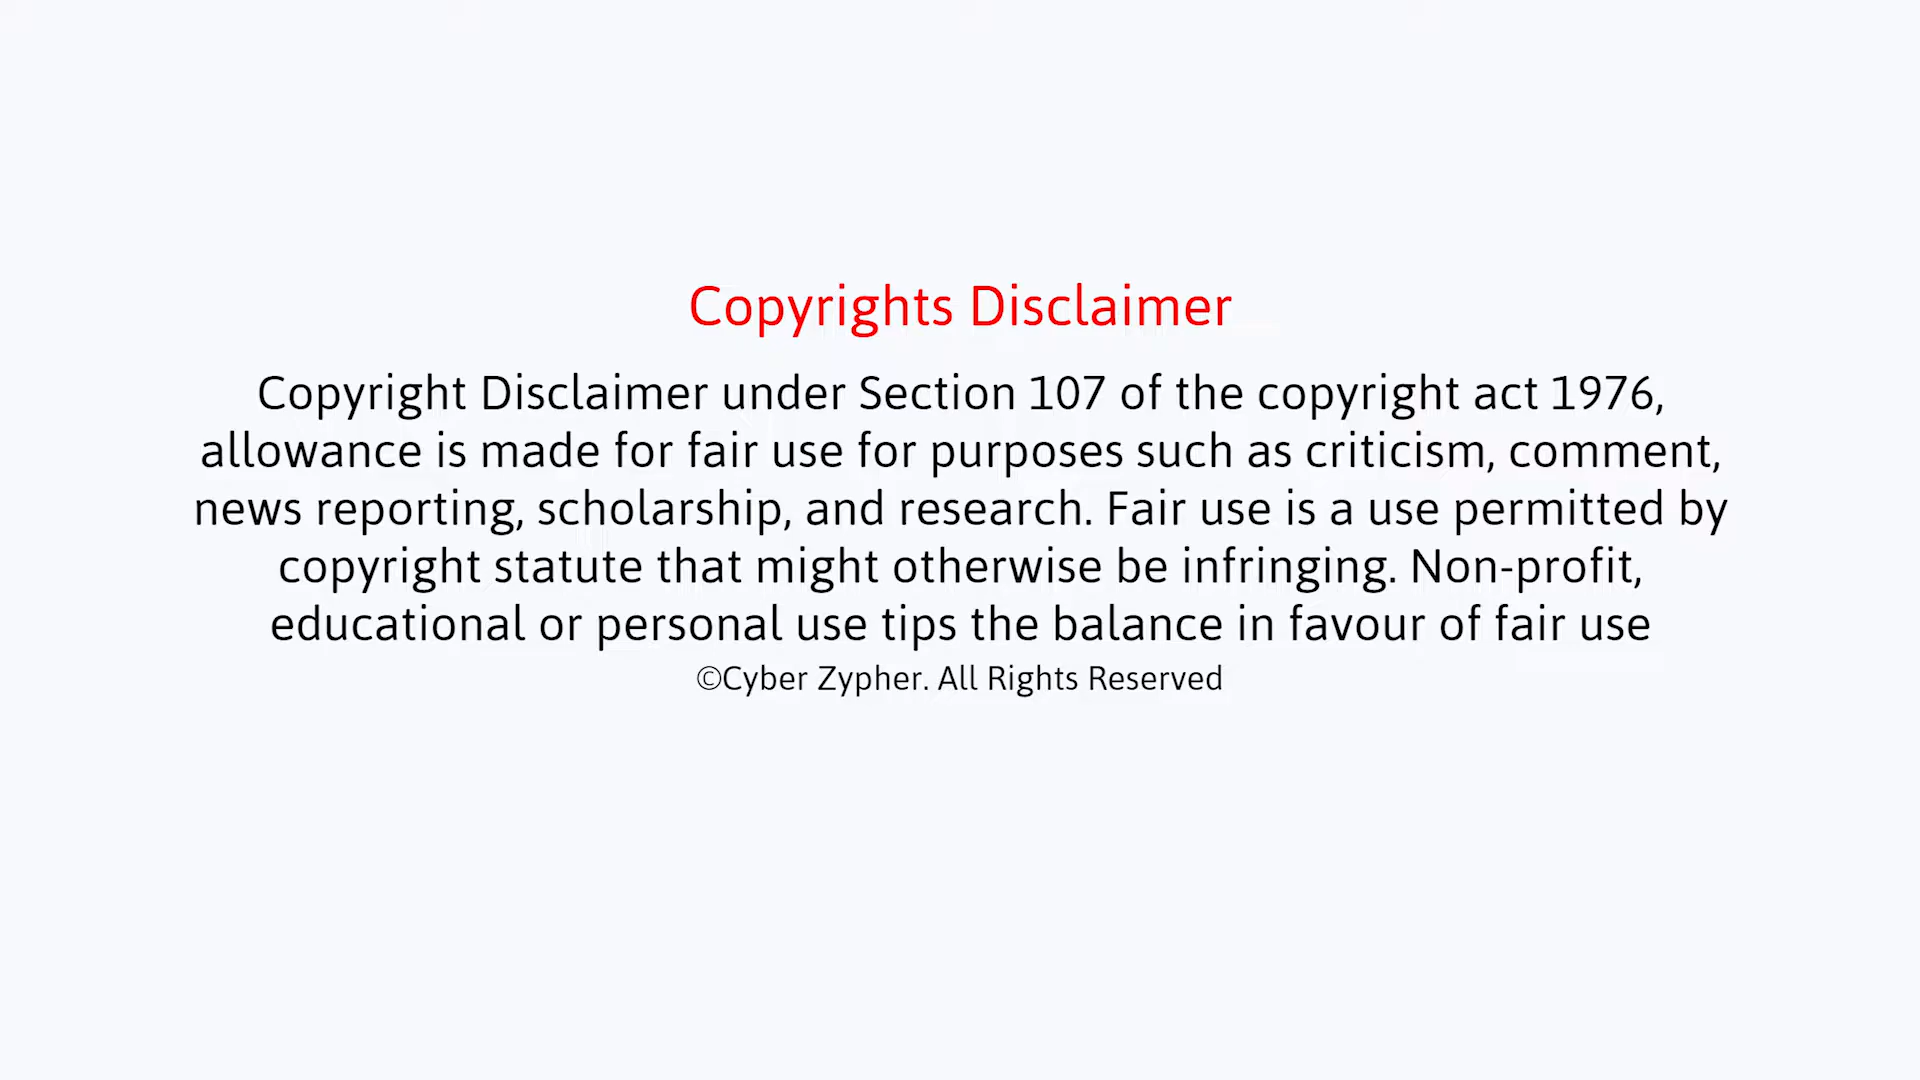 Copyrights Disclaimer
Copyright Disclaimer under Section 107 of the copyright act 1976,
allowance is made for fair use for purposes such as criticism, comment,
news reporting, scholarship, and research. Fair use is a use permitted by
copyright statute that might otherwise be infringing. Non-profit,
educational or personal use tips the balance in favour of fair use
©Cyber Zypher. All Rights Reserved